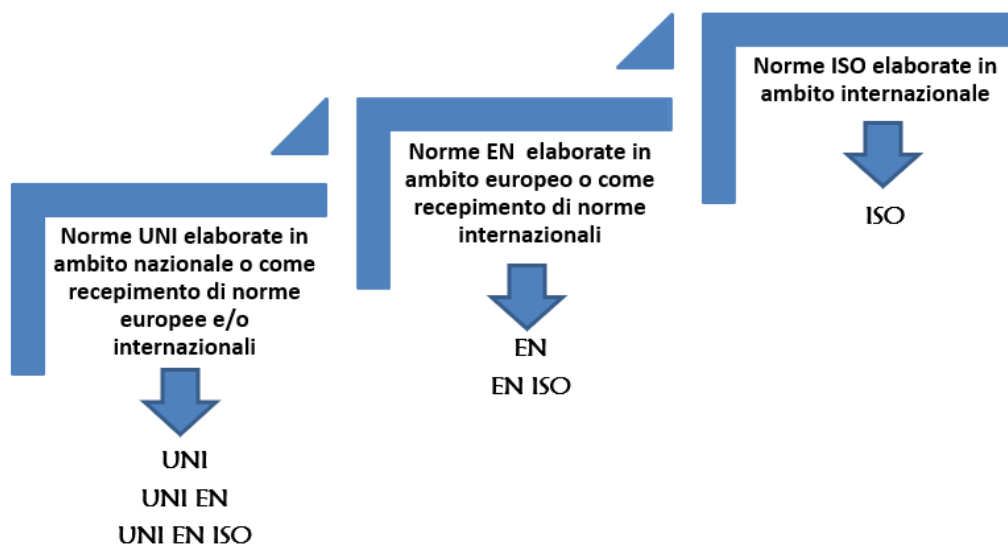 Norme UNI elaborate in
ambito nazionale o come
recepimento di norme
europee e/o
internazionali
UNI
UNI EN
UNI EN ISO
Norme EN elaborate in
ambito europeo o come
recepimento di norme
internazionali
EN
EN ISO
Norme ISO elaborate in
ambito internazionale
ISO